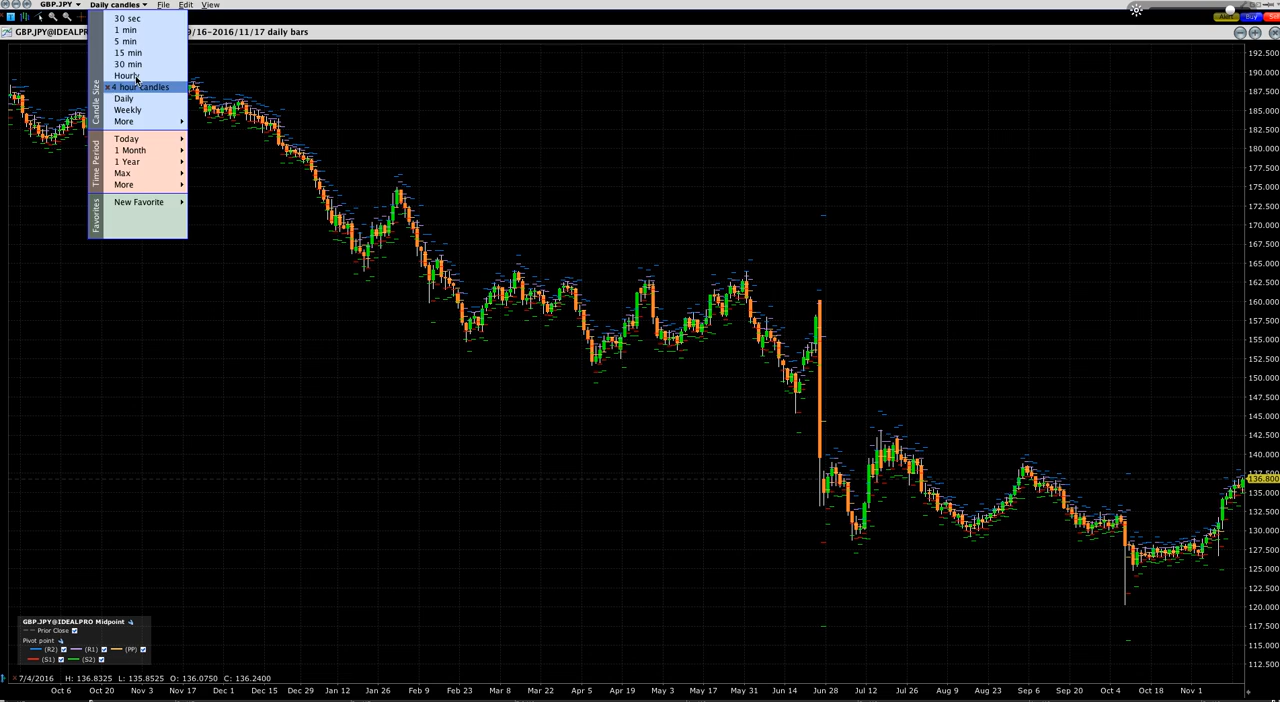 GBP.JPY Daily candles File Edit View
Alert Buy
GBP.JPY@IDEALPR 9/16-2016/11/17 daily bars
Candle Size
30 sec
1 min
5 min
15 min
30 min
Hourly
4 hour candles
Daily
Weekly
More
Time Period
Today
1 Month
1 Year
Max
More
Favorites
New Favorite
192.500
190.000
187.500
185.000
182.500
180.000
177.500
175.000
172.500
170.000
167.500
165.000
162.500
160.000
157.500
155.000
152.500
150.000
147.500
145.000
142.500
140.000
137.500
136.800
135.000
132.500
130.000
127.500
125.000
122.500
120.000
117.500
115.000
112.500
GBP.JPY@IDEALPRO Midpoint
Prior Close
Pivot point
(R2) (R1) (PP)
(S1) (S2)
7/4/2016 H: 136.8325 L: 135.8525 O: 136.0750 C: 136.2400
Oct 6 Oct 20 Nov 3 Nov 17 Dec 1 Dec 15 Dec 29 Jan 12 Jan 26 Feb 9 Feb 23 Mar 8 Mar 22 Apr 5 Apr 19 May 3 May 17 May 31 Jun 14 Jun 28 Jul 12 Jul 26 Aug 9 Aug 23 Sep 6 Sep 20 Oct 4 Oct 18 Nov 1